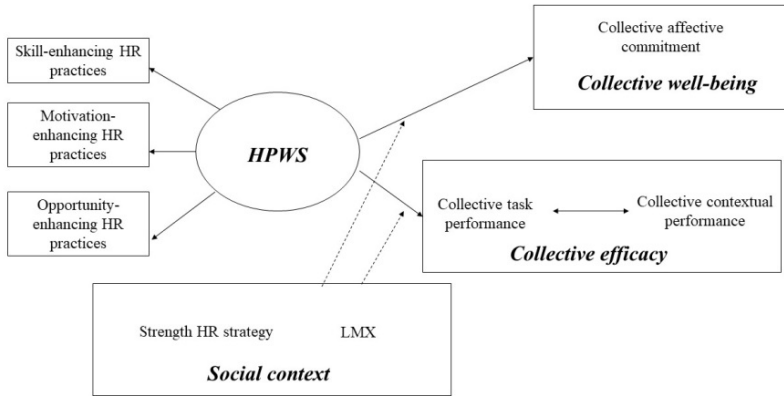 Skill-enhancing HR
practices
Motivation-
enhancing HR
practices
Opportunity-
enhancing HR
practices
HPWS
Collective affective
commitment
Collective well-being
Collective task
performance
Collective contextual
performance
Collective efficacy
Strength HR strategy
LMX
Social context